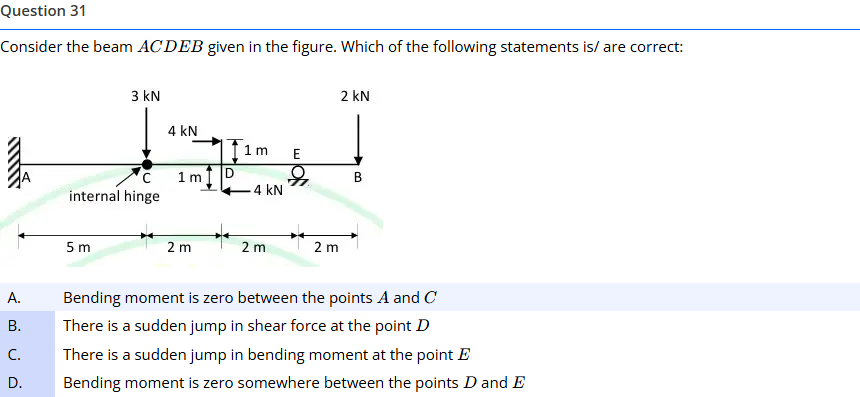 Question 31
Consider the beam ACDEB given in the figure. Which of the following statements is/ are correct:
3 kN
2 kN
4 kN
1 m
E
A
C
1 m
D
B
4 kN
internal hinge
5 m
2 m
2 m
2 m
A. Bending moment is zero between the points A and C
B. There is a sudden jump in shear force at the point D
C. There is a sudden jump in bending moment at the point E
D. Bending moment is zero somewhere between the points D and E